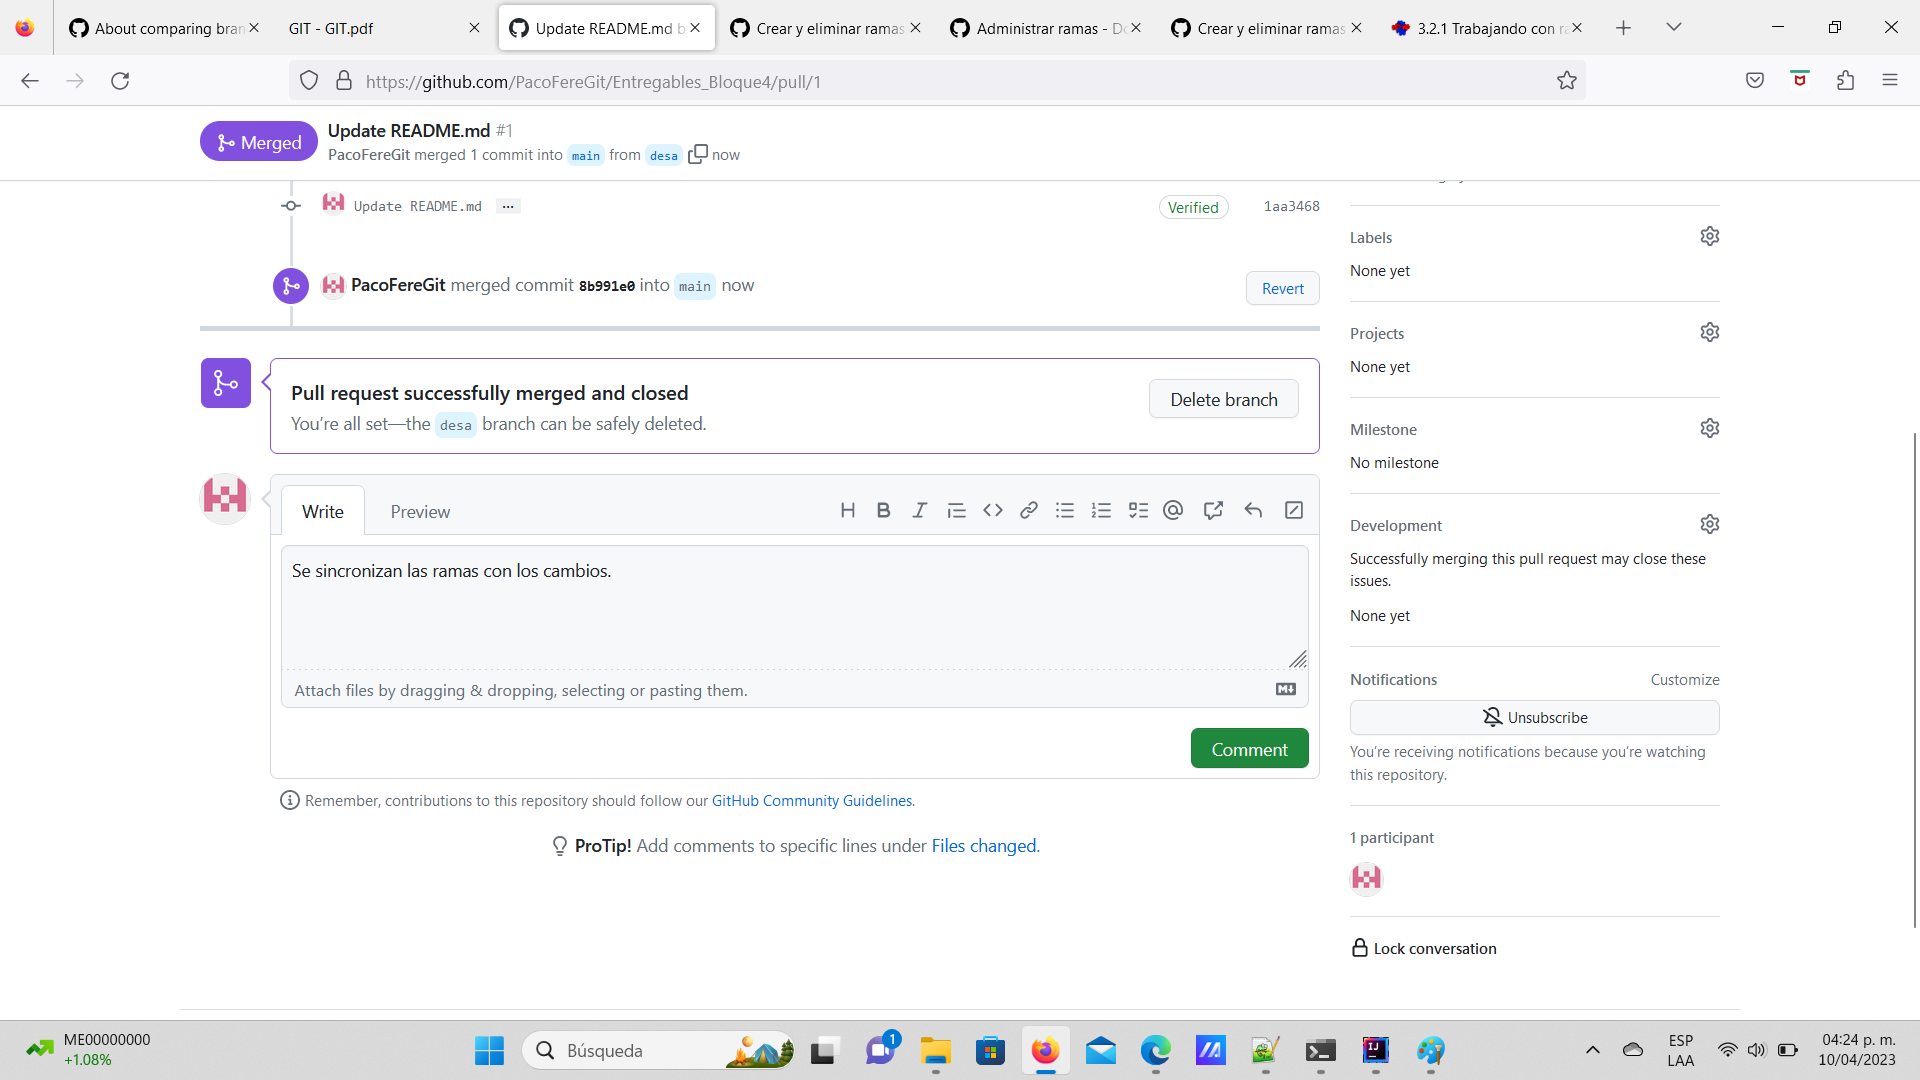 About comparing bran
GIT - GIT.pdf
Update README.md b
Crear y eliminar ramas
Administrar ramas - Do
Crear y eliminar ramas
3.2.1 Trabajando con ra
https://github.com/PacoFereGit/Entregables_Bloque4/pull/1
Merged
Update README.md #1
PacoFereGit merged 1 commit into main from desa now
Update README.md ...
Verified
1aa3468
PacoFereGit merged commit 8b991e0 into main now
Revert
Pull request successfully merged and closed
You're all set—the desa branch can be safely deleted.
Delete branch
Write
Preview
Se sincronizan las ramas con los cambios.
Attach files by dragging & dropping, selecting or pasting them.
Comment
Remember, contributions to this repository should follow our GitHub Community Guidelines.
ProTip! Add comments to specific lines under Files changed.
Labels
None yet
Projects
None yet
Milestone
No milestone
Development
Successfully merging this pull request may close these
issues.
None yet
Notifications
Customize
Unsubscribe
You're receiving notifications because you're watching
this repository.
1 participant
Lock conversation
ME00000000
+1.08%
Búsqueda
1
ESP
LAA
04:24 p. m.
10/04/2023